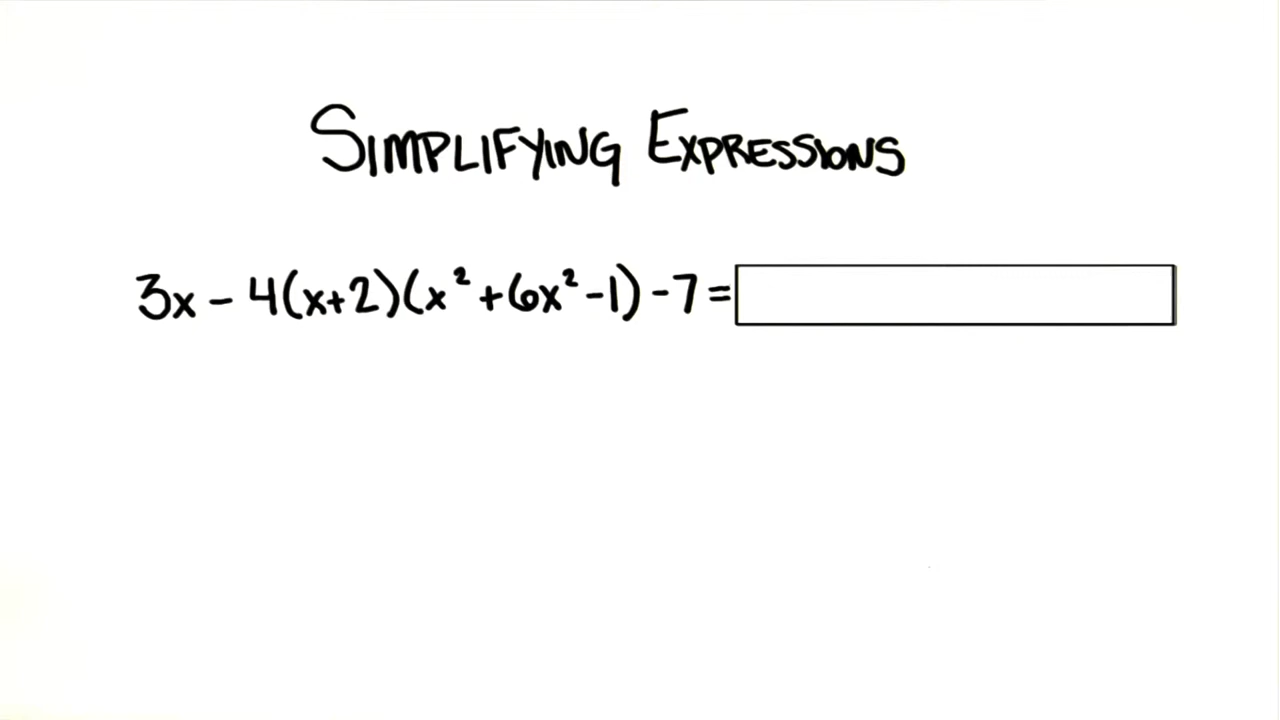 SIMPLIFYING EXPRESSIONS
3x - 4(x+2)(x² + 6x² - 1) - 7 =